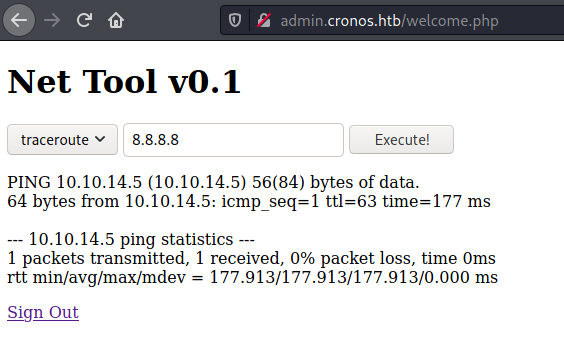 admin.cronos.htb/welcome.php
Net Tool v0.1
traceroute 8.8.8.8 Execute!
PING 10.10.14.5 (10.10.14.5) 56(84) bytes of data.
64 bytes from 10.10.14.5: icmp_seq=1 ttl=63 time=177 ms
--- 10.10.14.5 ping statistics ---
1 packets transmitted, 1 received, 0% packet loss, time 0ms
rtt min/avg/max/mdev = 177.913/177.913/177.913/0.000 ms
Sign Out